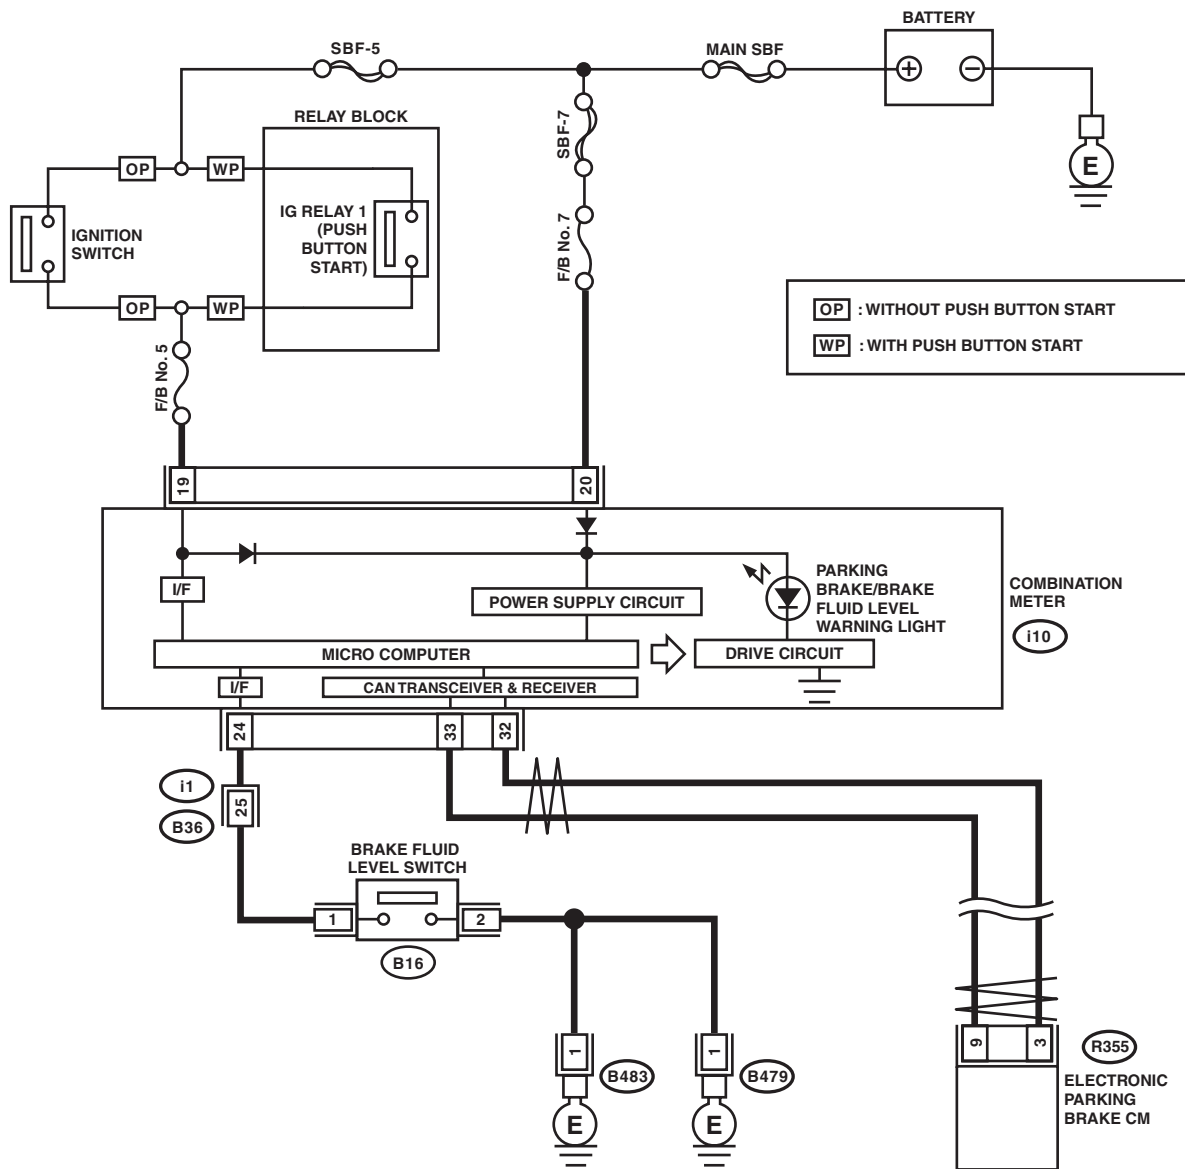 BATTERY
SBF-5
MAIN SBF
+
−
SBF-7
RELAY BLOCK
E
OP
WP
IG RELAY 1
(PUSH
BUTTON
START)
IGNITION
SWITCH
F/B No. 7
OP
WP
OP : WITHOUT PUSH BUTTON START
WP : WITH PUSH BUTTON START
F/B No. 5
19
20
I/F
POWER SUPPLY CIRCUIT
PARKING
BRAKE/BRAKE
FLUID LEVEL
WARNING LIGHT
COMBINATION
METER
i10
MICRO COMPUTER
DRIVE CIRCUIT
I/F
CAN TRANSCEIVER & RECEIVER
24
33
32
i1
25
B36
BRAKE FLUID
LEVEL SWITCH
1
2
B16
1
B483
1
B479
9
3
R355
ELECTRONIC
PARKING
BRAKE CM
E
E